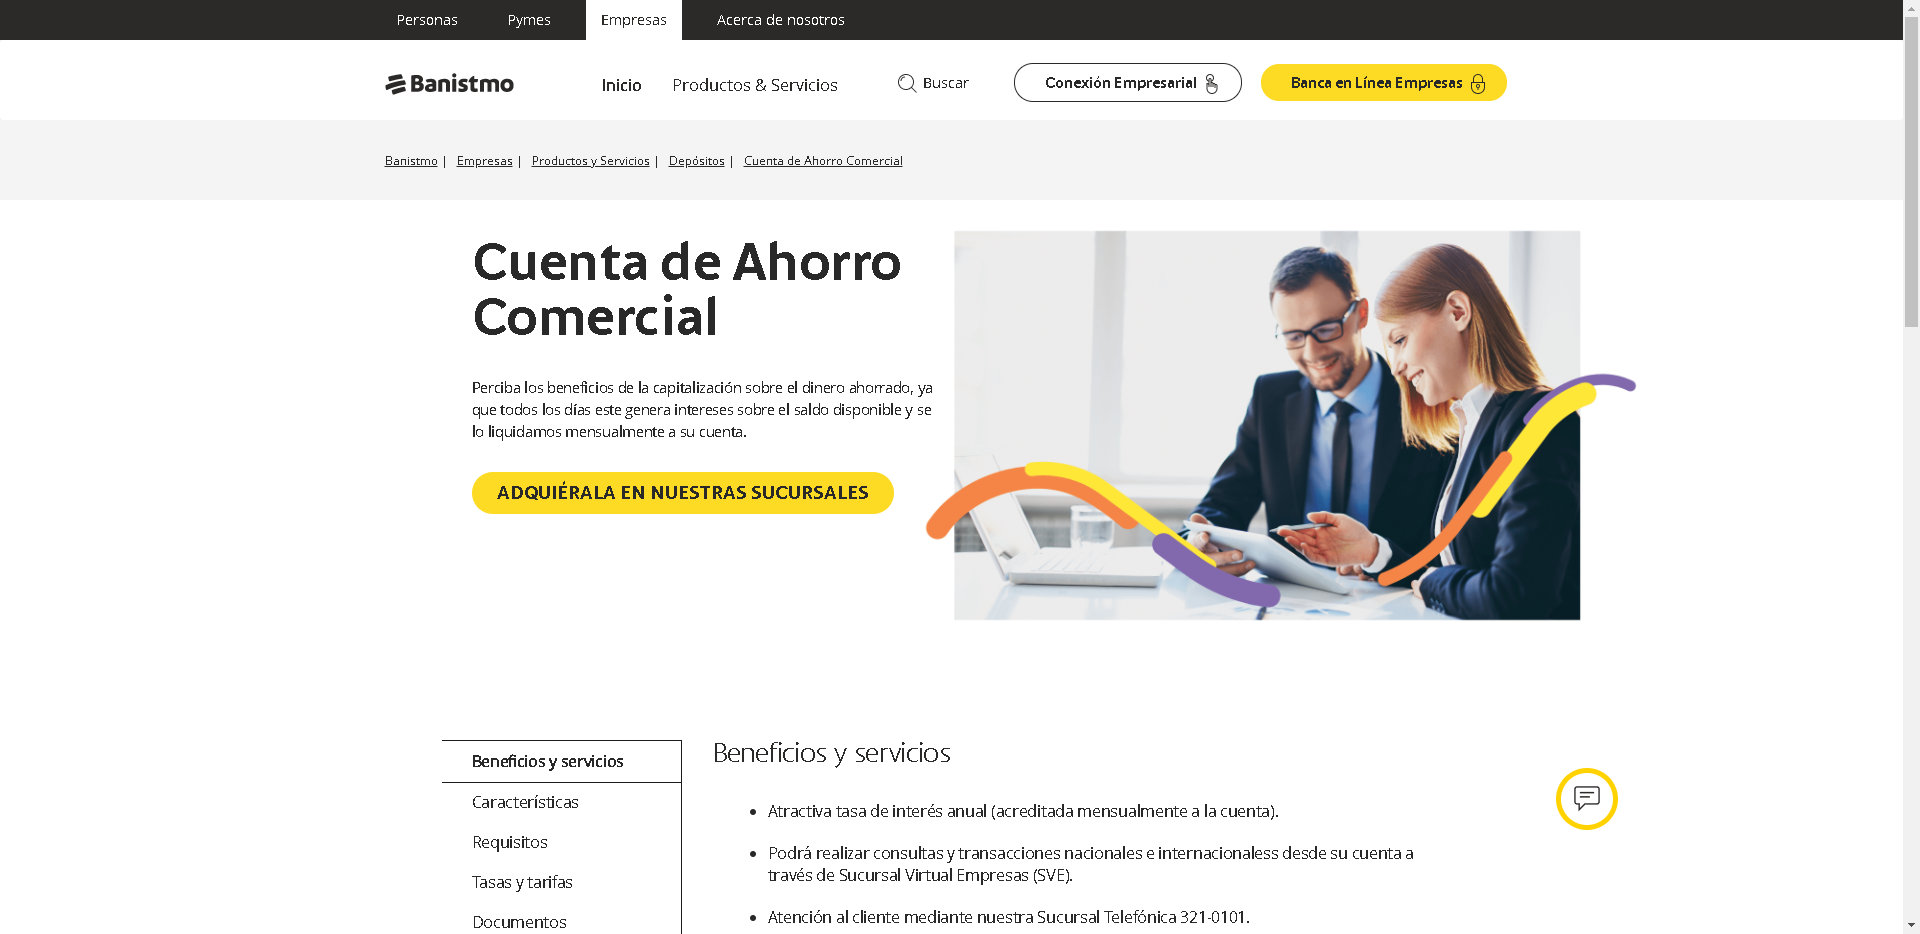 Personas Pymes Empresas Acerca de nosotros
Banistmo Inicio Productos & Servicios Buscar Conexión Empresarial Banca en Línea Empresas
Banistmo | Empresas | Productos y Servicios | Depósitos | Cuenta de Ahorro Comercial
Cuenta de Ahorro
Comercial
Perciba los beneficios de la capitalización sobre el dinero ahorrado, ya
que todos los días este genera intereses sobre el saldo disponible y se
lo liquidamos mensualmente a su cuenta.
ADQUIÉRALA EN NUESTRAS SUCURSALES
Beneficios y servicios
Características
Requisitos
Tasas y tarifas
Documentos
Beneficios y servicios
• Atractiva tasa de interés anual (acreditada mensualmente a la cuenta).
• Podrá realizar consultas y transacciones nacionales e internacionaless desde su cuenta a
través de Sucursal Virtual Empresas (SVE).
• Atención al cliente mediante nuestra Sucursal Telefónica 321-0101.